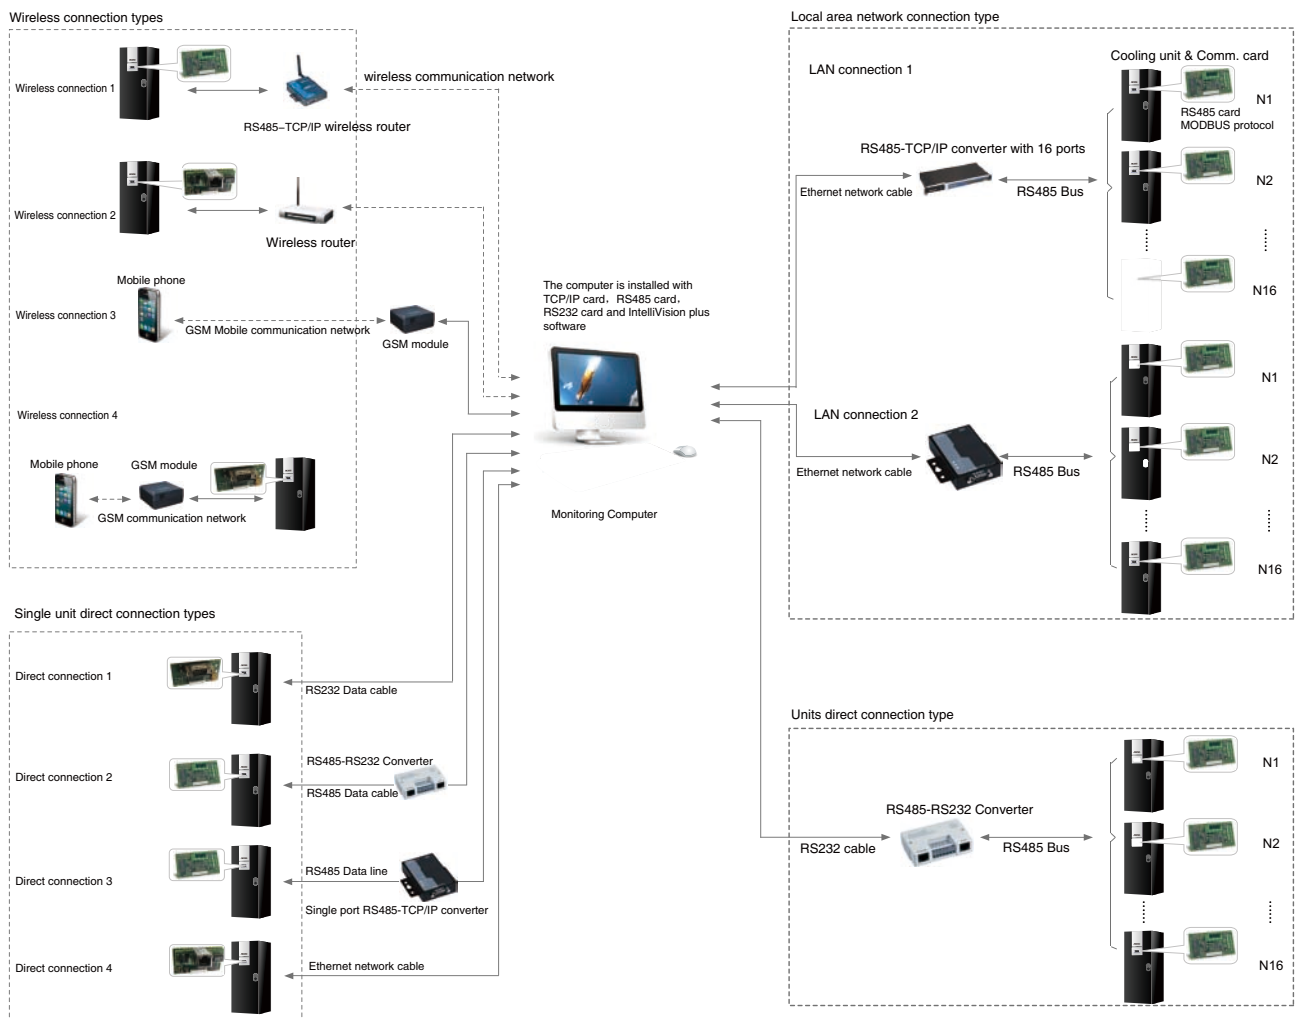 Wireless connection types
Wireless connection 1
RS485–TCP/IP wireless router
wireless communication network
Wireless connection 2
Wireless router
Mobile phone
Wireless connection 3
GSM Mobile communication network
GSM module
Wireless connection 4
Mobile phone
GSM module
GSM communication network
The computer is installed with
TCP/IP card，RS485 card，
RS232 card and IntelliVision plus
software
Monitoring Computer
Local area network connection type
LAN connection 1
Cooling unit & Comm. card
N1
RS485 card
MODBUS protocol
RS485-TCP/IP converter with 16 ports
Ethernet network cable
RS485 Bus
N2
N16
N1
LAN connection 2
Ethernet network cable
RS485 Bus
N2
N16
Single unit direct connection types
Direct connection 1
RS232 Data cable
Direct connection 2
RS485-RS232 Converter
RS485 Data cable
Direct connection 3
RS485 Data line
Single port RS485-TCP/IP converter
Direct connection 4
Ethernet network cable
Units direct connection type
N1
RS485-RS232 Converter
RS232 cable
RS485 Bus
N2
N16